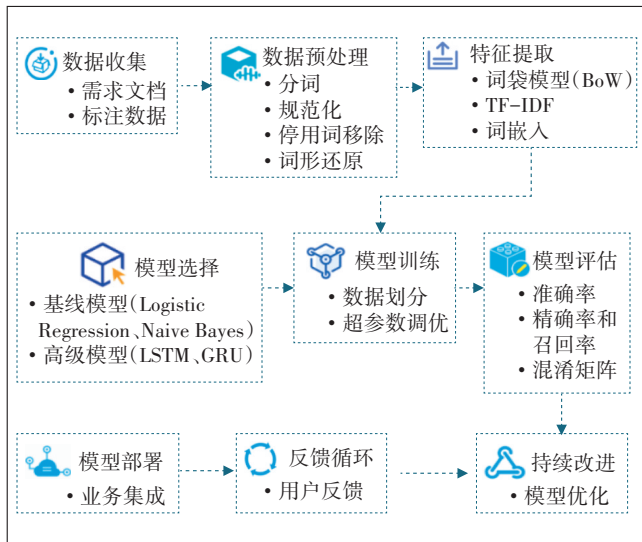 数据收集
•需求文档
•标注数据
数据预处理
•分词
•规范化
•停用词移除
•词形还原
特征提取
•词袋模型(BoW)
•TF-IDF
•词嵌入
模型选择
•基线模型(Logistic
Regression、Naive Bayes)
•高级模型(LSTM、GRU)
模型训练
•数据划分
•超参数调优
模型评估
•准确率
•精确率和
召回率
•混淆矩阵
模型部署
•业务集成
反馈循环
•用户反馈
持续改进
•模型优化